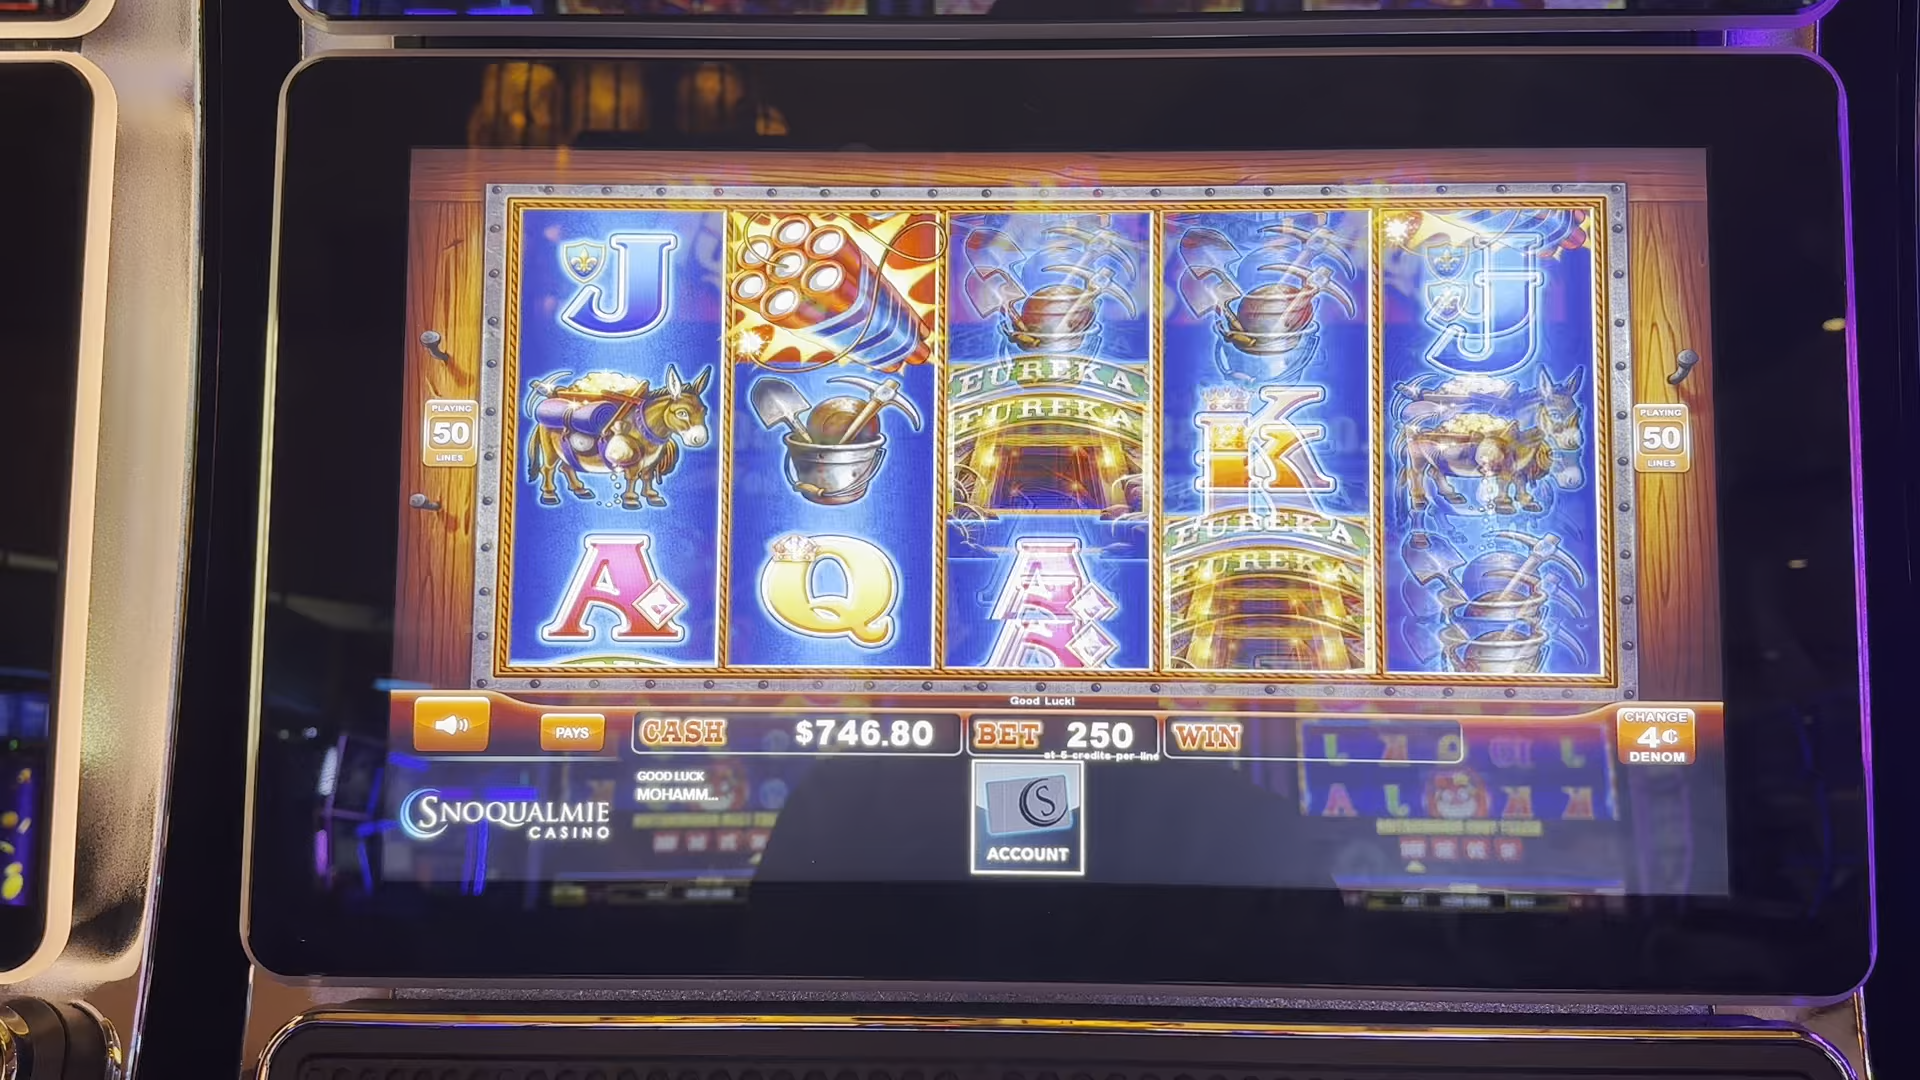 J
EUREKA
EUREKA
J
J
K
K
EUREKA
EUREKA
A
Q
A
A
PLAYING
50
LINES
PLAYING
50
LINES
Good Luck!
PAYS
CASH $746.80
BET 250
at 5 credits per line
WIN
CHANGE
4¢
DENOM
GOOD LUCK
MOHAMM...
SNOQUALMIE
CASINO
S
ACCOUNT